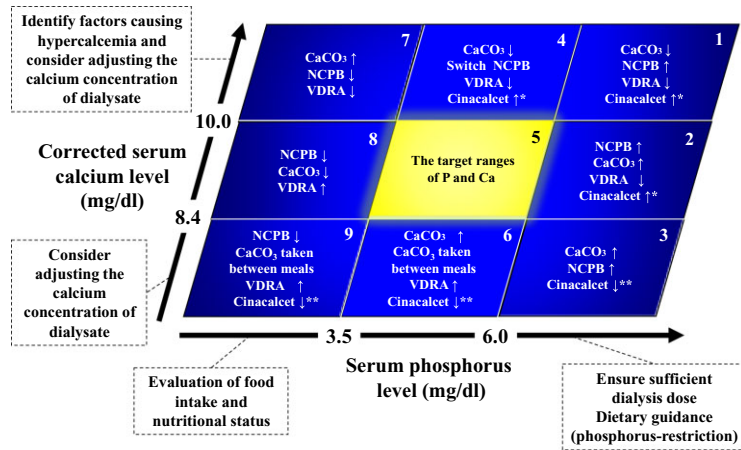 Identify factors causing
hypercalcemia and
consider adjusting the
calcium concentration
of dialysate
7
CaCO₃ ↑
NCPB ↓
VDRA ↓
4
CaCO₃ ↓
Switch NCPB
VDRA ↓
Cinacalcet ↑*
1
CaCO₃ ↓
NCPB ↑
VDRA ↓
Cinacalcet ↑*
10.0
Corrected serum
calcium level
(mg/dl)
8
NCPB ↓
CaCO₃ ↓
VDRA ↑
5
The target ranges
of P and Ca
2
NCPB ↑
CaCO₃ ↑
VDRA ↓
Cinacalcet ↑*
8.4
Consider
adjusting the
calcium
concentration of
dialysate
9
NCPB ↓
CaCO₃ taken
between meals
VDRA ↑
Cinacalcet ↓**
6
CaCO₃ ↑
CaCO₃ taken
between meals
VDRA ↑
Cinacalcet ↓**
3
CaCO₃ ↑
NCPB ↑
Cinacalcet ↓**
3.5
6.0
Serum phosphorus
level (mg/dl)
Evaluation of food
intake and
nutritional status
Ensure sufficient
dialysis dose
Dietary guidance
(phosphorus-restriction)